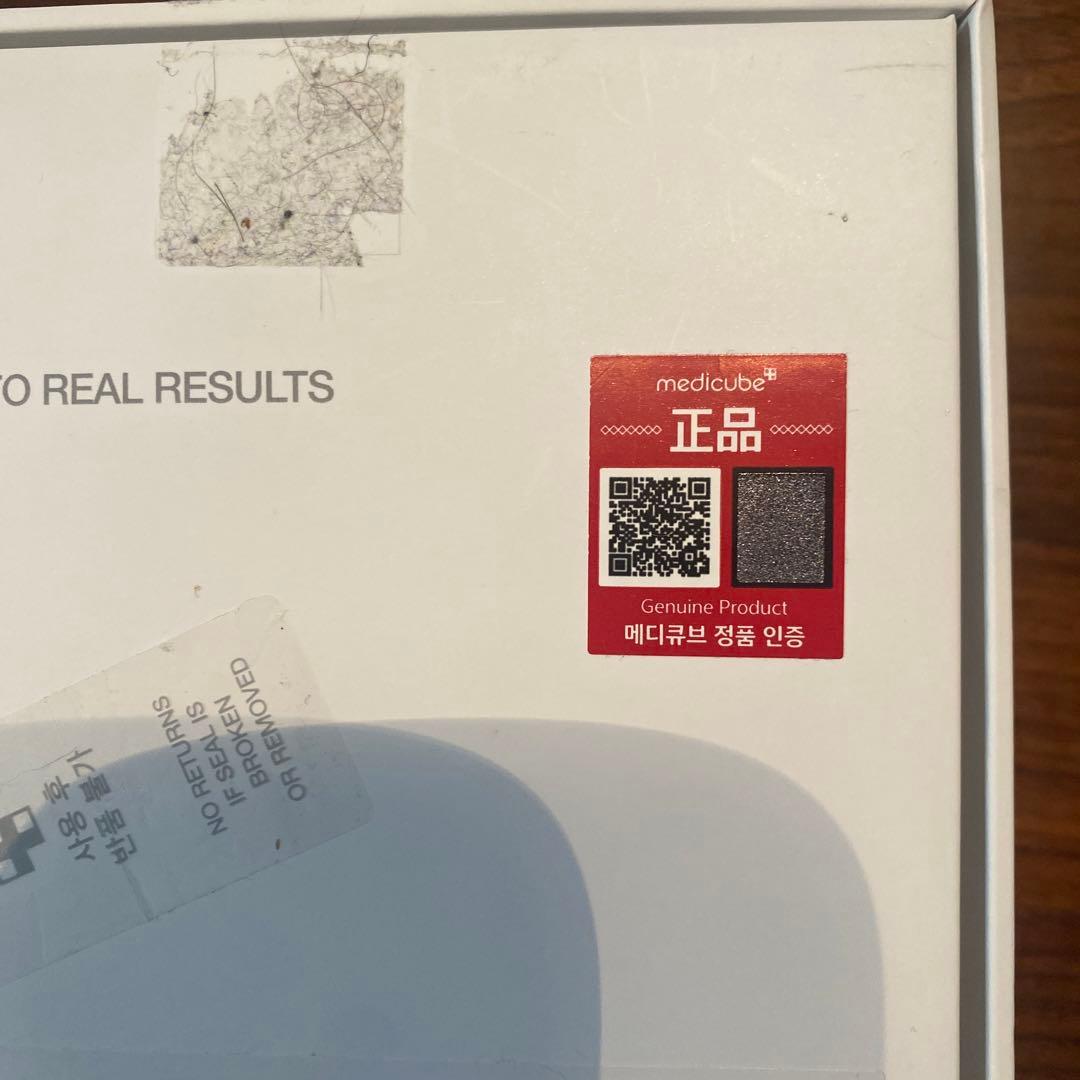 TO REAL RESULTS
medicube
正品
Genuine Product
메디큐브 정품 인증
NO RETURNS
IF SEAL IS
BROKEN
OR REMOVED
사용 후
반품 불가